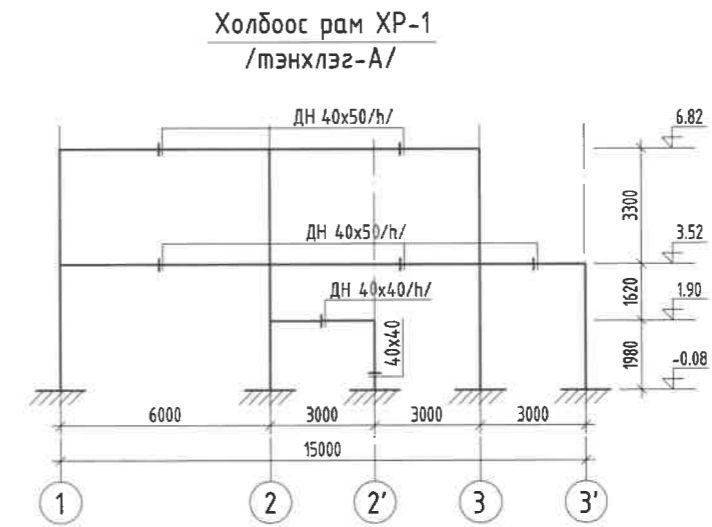 Холбоос рам ХР-1
/тэнхлэг-А/
ДН 40х50/h/
6.82
3300
ДН 40х50/h/
3.52
1620
ДН 40х40/h/
1.90
40х40
1980
-0.08
6000 3000 3000 3000
15000
1 2 2' 3 3'